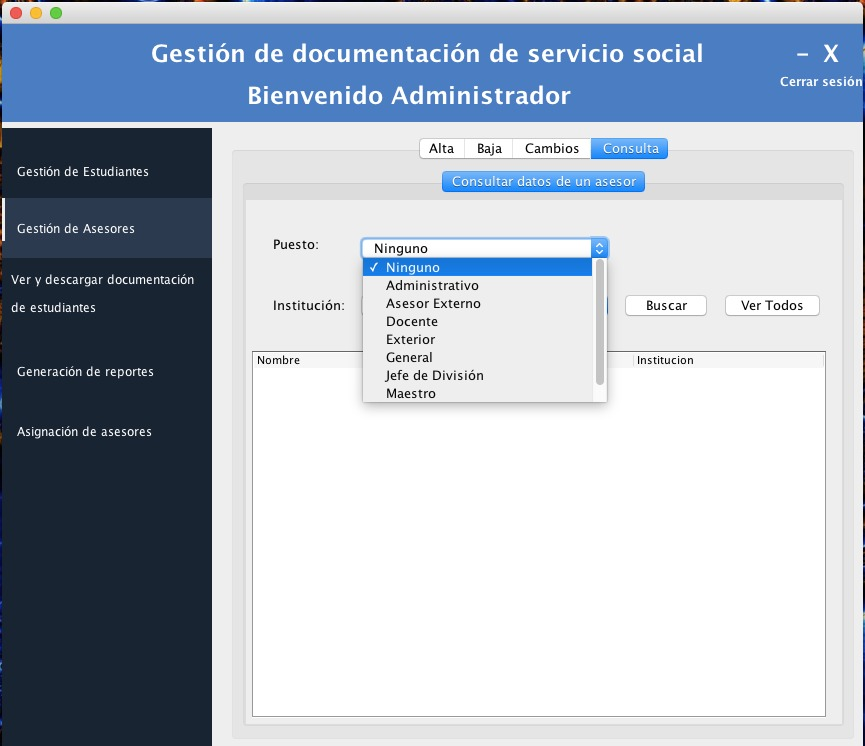 Gestión de documentación de servicio social
Bienvenido Administrador
– X
Cerrar sesión
Gestión de Estudiantes
Gestión de Asesores
Ver y descargar documentación
de estudiantes
Generación de reportes
Asignación de asesores
Alta Baja Cambios Consulta
Consultar datos de un asesor
Puesto: Ninguno
✓ Ninguno
Administrativo
Asesor Externo
Docente
Exterior
General
Jefe de División
Maestro
Institución: Buscar Ver Todos
Nombre Institucion